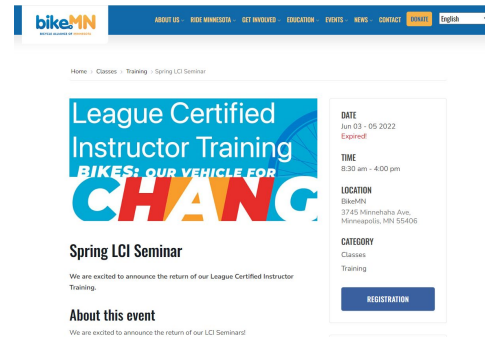 bikeMN
BICYCLE ALLIANCE OF MINNESOTA
ABOUT US
RIDE MINNESOTA
GET INVOLVED
EDUCATION
EVENTS
NEWS
CONTACT
DONATE
English
Home > Classes > Training > Spring LCI Seminar
League Certified
Instructor Training
BIKES: OUR VEHICLE FOR
CHANG
Spring LCI Seminar
We are excited to announce the return of our League Certified Instructor
Training.
About this event
We are excited to announce the return of our LCI Seminars!
DATE
Jun 03 - 05 2022
Expired!
TIME
8:30 am - 4:00 pm
LOCATION
BikeMN
3745 Minnehaha Ave,
Minneapolis, MN 55406
CATEGORY
Classes
Training
REGISTRATION